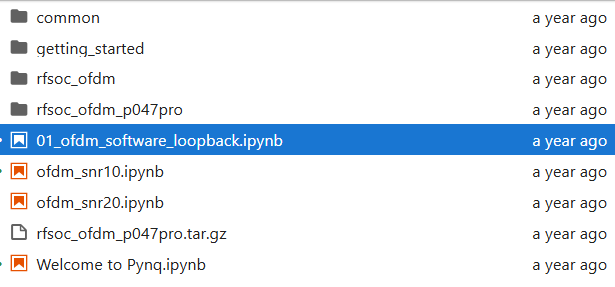 common a year ago
getting_started a year ago
rfsoc_ofdm a year ago
rfsoc_ofdm_p047pro a year ago
01_ofdm_software_loopback.ipynb a year ago
ofdm_snr10.ipynb a year ago
ofdm_snr20.ipynb a year ago
rfsoc_ofdm_p047pro.tar.gz a year ago
Welcome to Pynq.ipynb a year ago